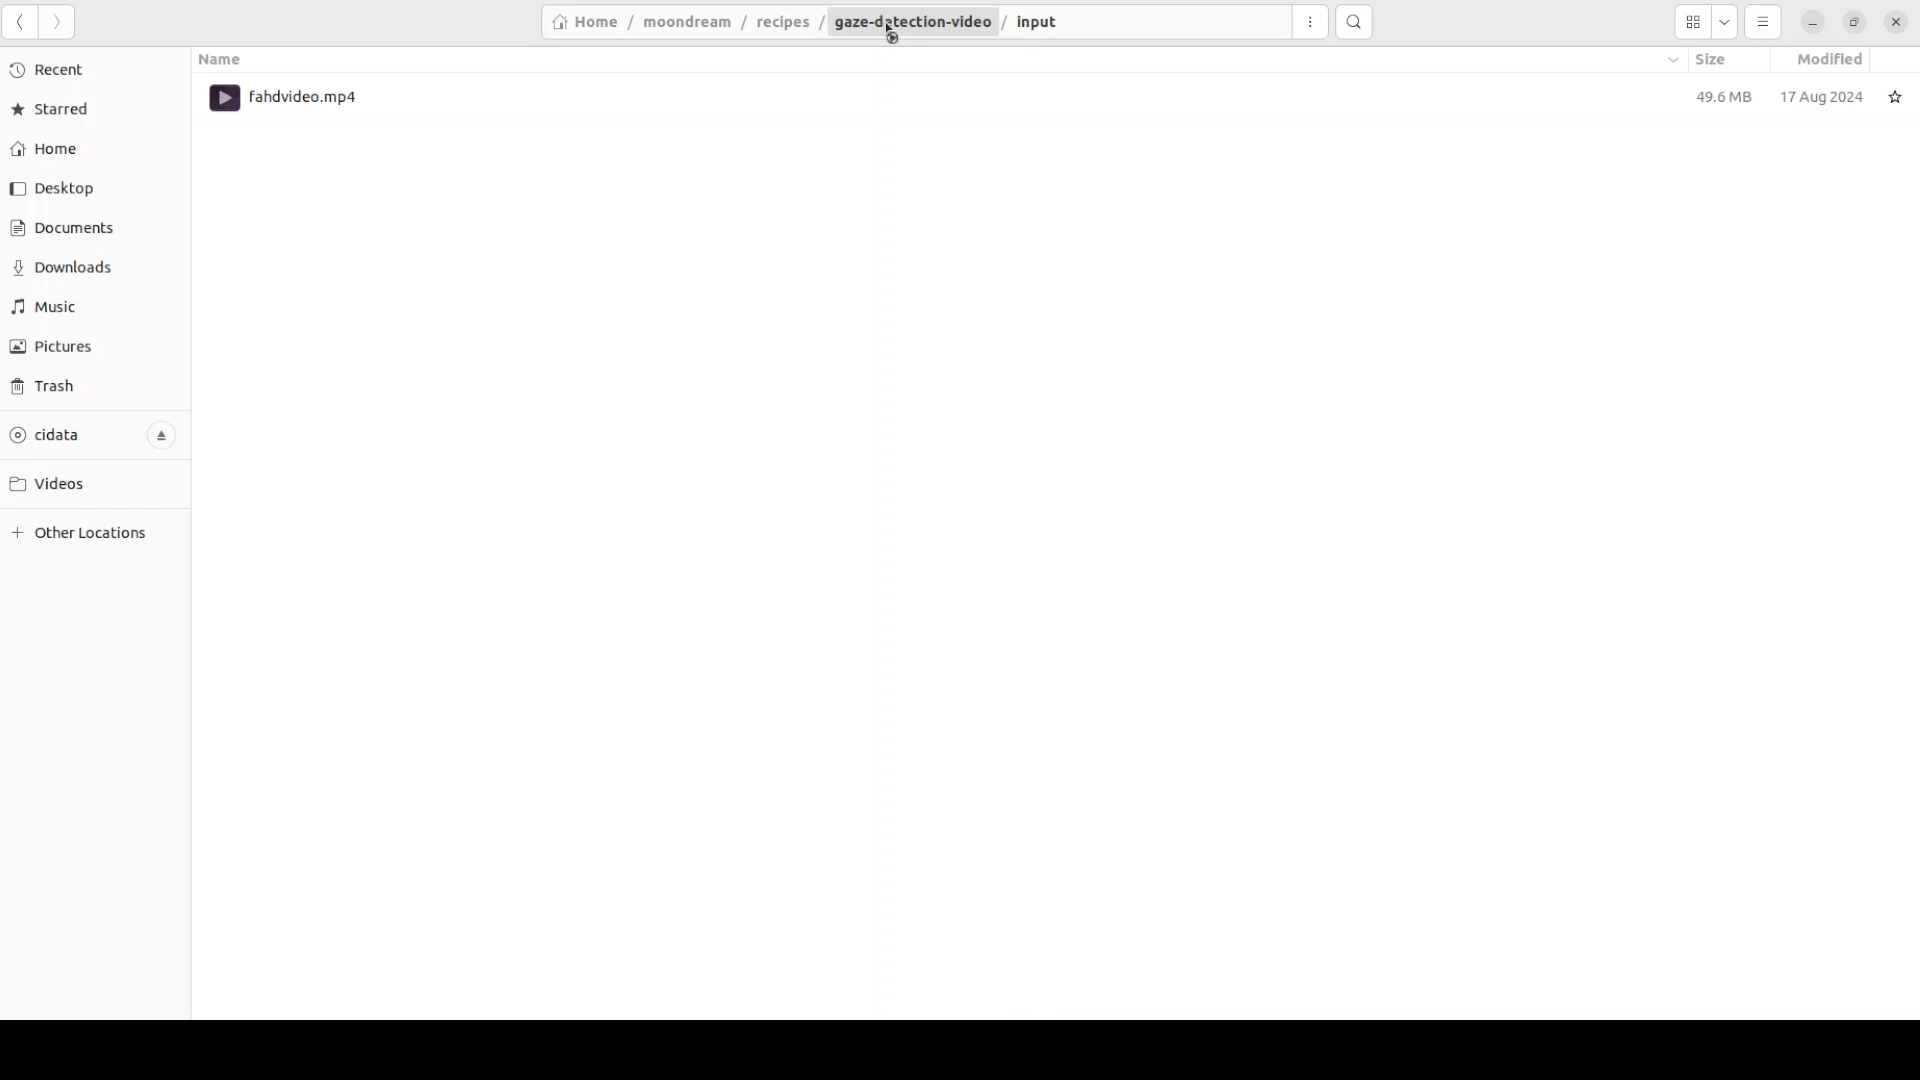 Home / moondream / recipes / gaze-detection-video / input
Name Size Modified
Recent
fahdvideo.mp4 49.6 MB 17 Aug 2024
Starred
Home
Desktop
Documents
Downloads
Music
Pictures
Trash
cidata
Videos
+ Other Locations